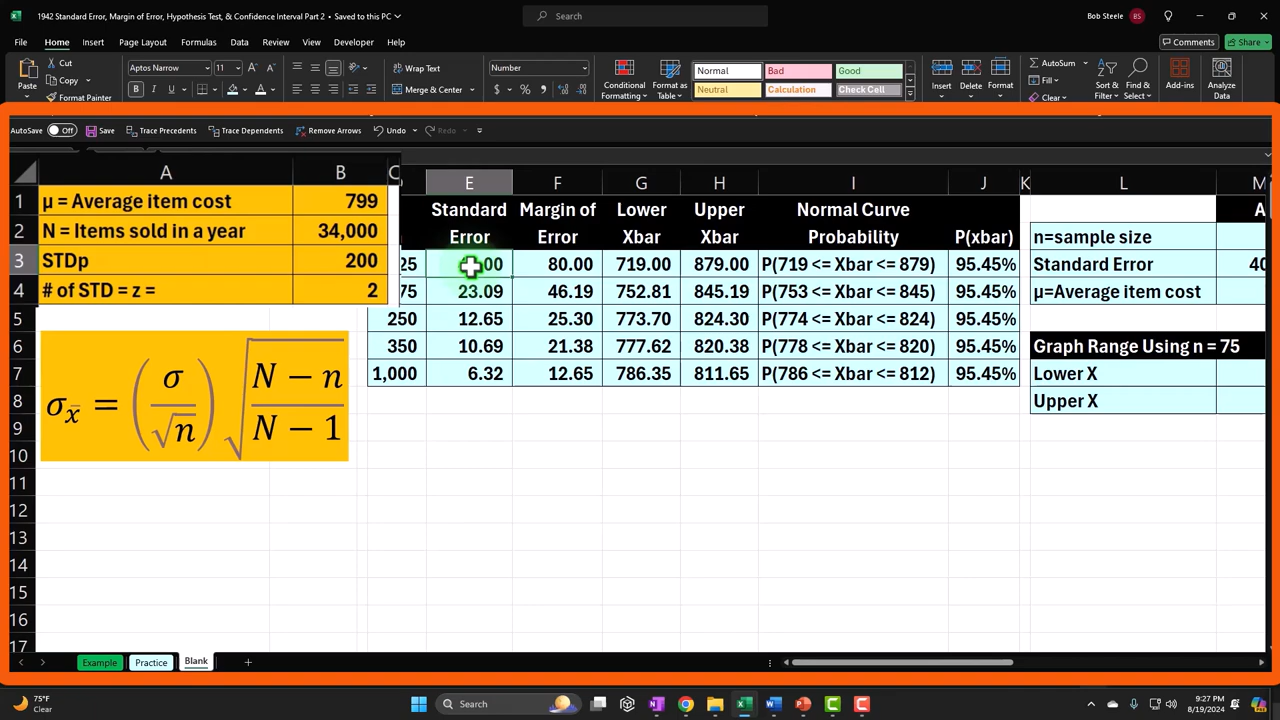 1942 Standard Error, Margin of Error, Hypothesis Test, & Confidence Interval Part 2 • Saved to this PC
Search
Bob Steele BS
File Home Insert Page Layout Formulas Data Review View Developer Help
Comments Share
Paste
Cut
Copy
Format Painter
Aptos Narrow 11
B I U
Wrap Text
Merge & Center
Number
Conditional Formatting
Format as Table
Normal Bad Good
Neutral Calculation Check Cell
Insert Delete Format
AutoSum
Fill
Clear
Sort & Filter
Find & Select
Add-ins
Analyze Data
AutoSave Off Save Trace Precedents Trace Dependents Remove Arrows Undo Redo
A B C E F G H I J K L M
1 μ = Average item cost 799
2 N = Items sold in a year 34,000
3 STDp 200
4 # of STD = z = 2
σx̄ = (σ/√n) √((N − n)/(N − 1))
Standard Margin of Lower Upper Normal Curve
Error Error Xbar Xbar Probability P(xbar)
25 00 80.00 719.00 879.00 P(719 <= Xbar <= 879) 95.45%
75 23.09 46.19 752.81 845.19 P(753 <= Xbar <= 845) 95.45%
250 12.65 25.30 773.70 824.30 P(774 <= Xbar <= 824) 95.45%
350 10.69 21.38 777.62 820.38 P(778 <= Xbar <= 820) 95.45%
1,000 6.32 12.65 786.35 811.65 P(786 <= Xbar <= 812) 95.45%
A
n=sample size
Standard Error 40
μ=Average item cost
Graph Range Using n = 75
Lower X
Upper X
5
6
7
8
9
10
11
12
13
14
15
16
17
Example Practice Blank
75°F
Clear
Search
9:27 PM
8/19/2024